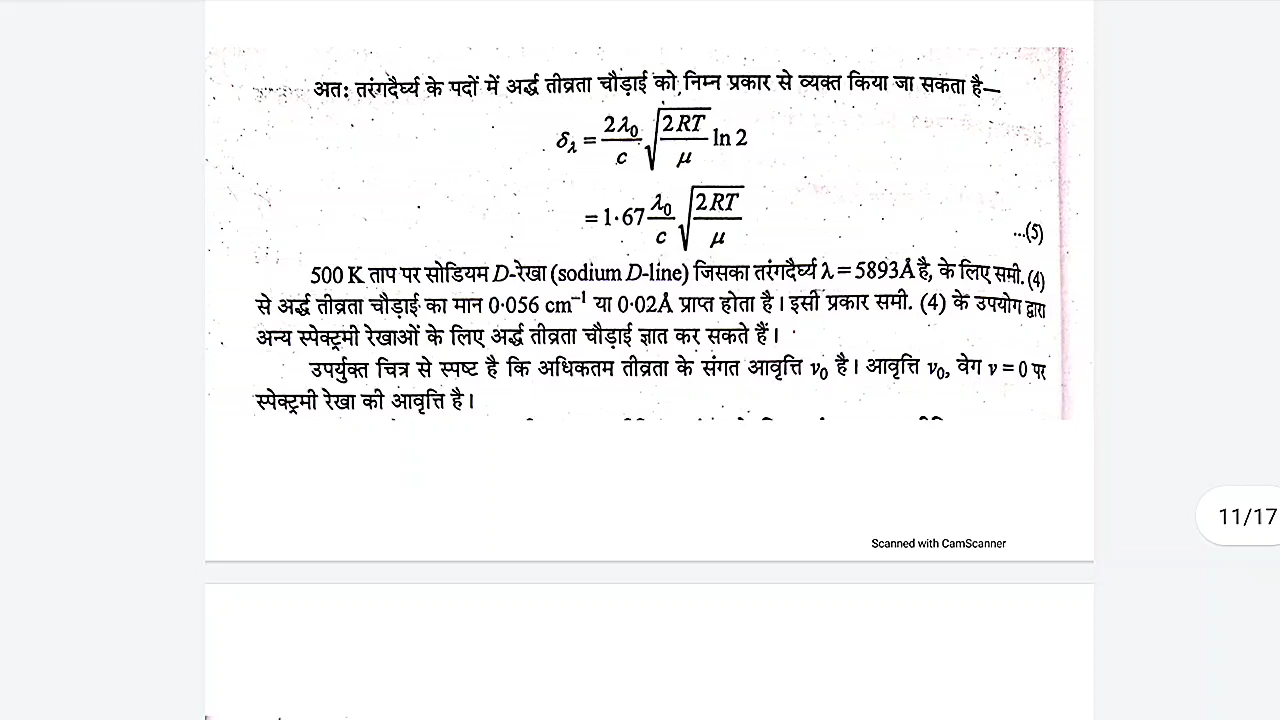 अतः तरंगदैर्घ्य के पदों में अर्द्ध तीव्रता चौड़ाई को निम्न प्रकार से व्यक्त किया जा सकता है—
δλ = 2λ0/c √(2RT/μ) ln 2
= 1·67 λ0/c √(2RT/μ) ...(5)
500 K ताप पर सोडियम D-रेखा (sodium D-line) जिसका तरंगदैर्घ्य λ = 5893Å है, के लिए समी. (4)
से अर्द्ध तीव्रता चौड़ाई का मान 0·056 cm⁻¹ या 0·02Å प्राप्त होता है। इसी प्रकार समी. (4) के उपयोग द्वारा
अन्य स्पेक्ट्रमी रेखाओं के लिए अर्द्ध तीव्रता चौड़ाई ज्ञात कर सकते हैं।
उपर्युक्त चित्र से स्पष्ट है कि अधिकतम तीव्रता के संगत आवृत्ति ν0 है। आवृत्ति ν0, वेग v = 0 पर
स्पेक्ट्रमी रेखा की आवृत्ति है।
11/17
Scanned with CamScanner